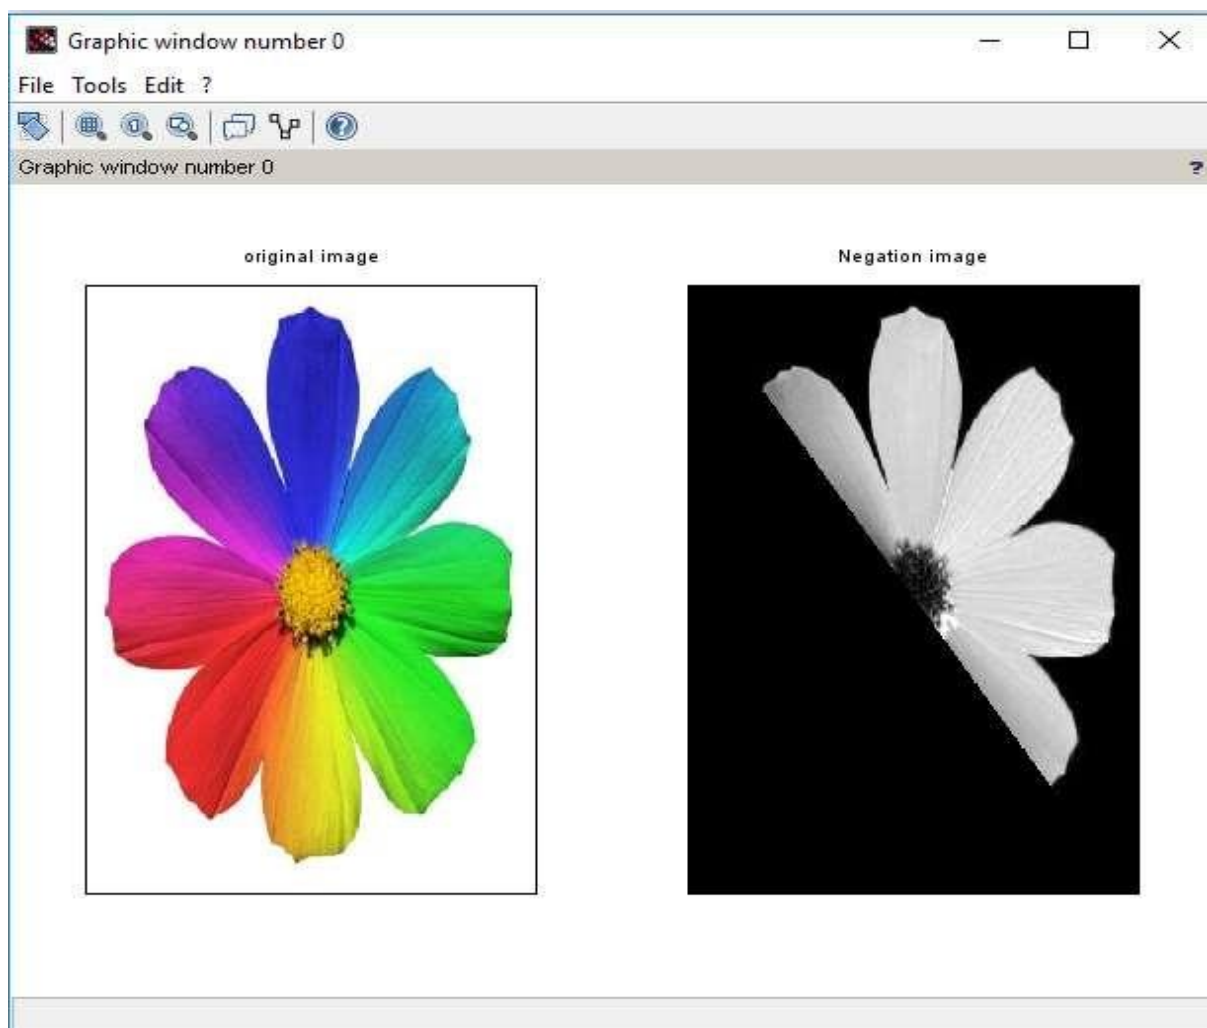 Graphic window number 0
File Tools Edit ?
Graphic window number 0 ?
original image Negation image